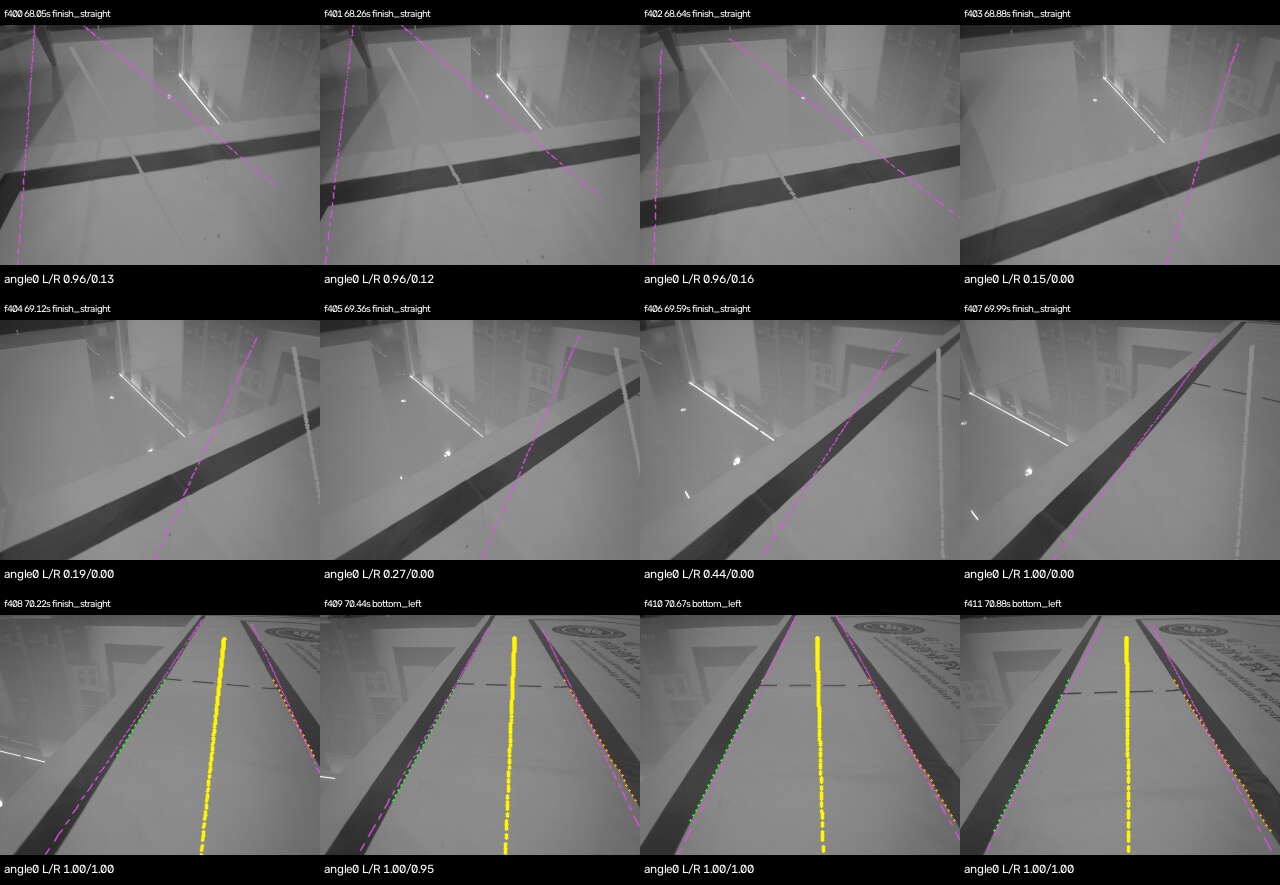 f400 68.05s finish_straight
f401 68.26s finish_straight
f402 68.64s finish_straight
f403 68.88s finish_straight
angle0 L/R 0.96/0.13
angle0 L/R 0.96/0.12
angle0 L/R 0.96/0.16
angle0 L/R 0.15/0.00
f404 69.12s finish_straight
f405 69.36s finish_straight
f406 69.59s finish_straight
f407 69.99s finish_straight
angle0 L/R 0.19/0.00
angle0 L/R 0.27/0.00
angle0 L/R 0.44/0.00
angle0 L/R 1.00/0.00
f408 70.22s finish_straight
f409 70.44s bottom_left
f410 70.67s bottom_left
f411 70.88s bottom_left
angle0 L/R 1.00/1.00
angle0 L/R 1.00/0.95
angle0 L/R 1.00/1.00
angle0 L/R 1.00/1.00